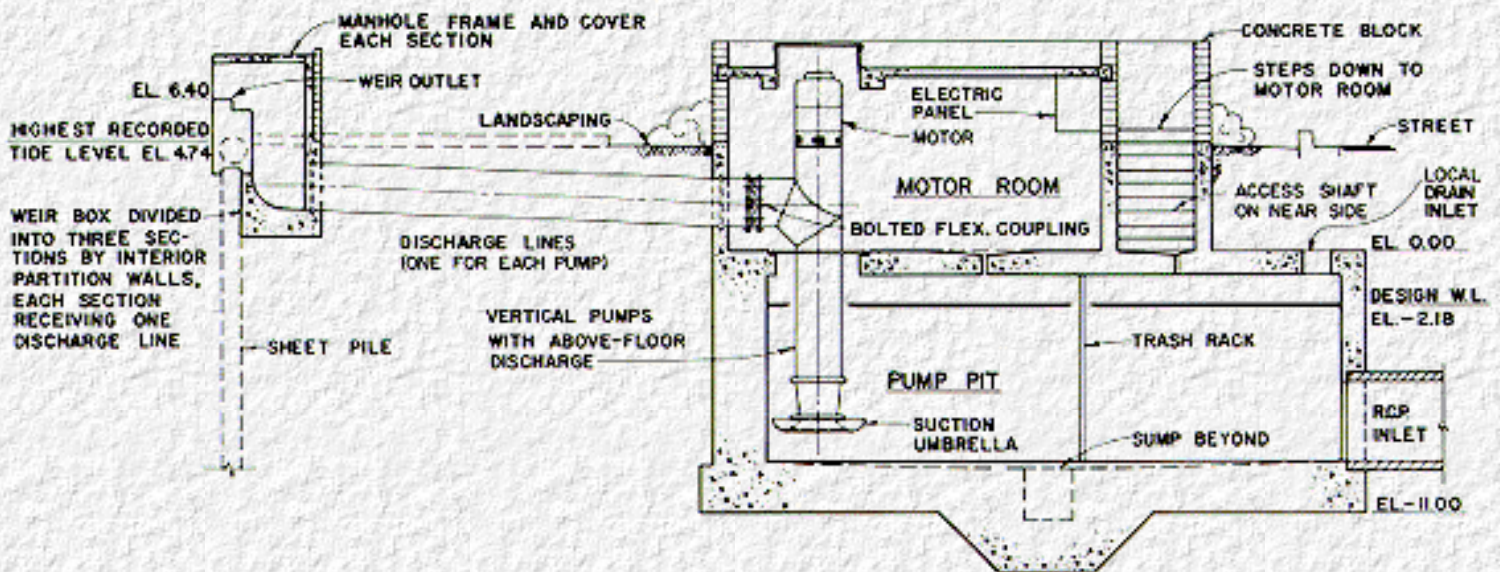 MANHOLE FRAME AND COVER
EACH SECTION
WEIR OUTLET
EL. 6.40
HIGHEST RECORDED
TIDE LEVEL EL. 4.74
LANDSCAPING
WEIR BOX DIVIDED
INTO THREE SEC-
TIONS BY INTERIOR
PARTITION WALLS,
EACH SECTION
RECEIVING ONE
DISCHARGE LINE
SHEET PILE
DISCHARGE LINES
(ONE FOR EACH PUMP)
VERTICAL PUMPS
WITH ABOVE-FLOOR
DISCHARGE
ELECTRIC
PANEL
MOTOR
MOTOR ROOM
BOLTED FLEX. COUPLING
PUMP PIT
SUCTION
UMBRELLA
TRASH RACK
SUMP BEYOND
CONCRETE BLOCK
STEPS DOWN TO
MOTOR ROOM
STREET
ACCESS SHAFT
ON NEAR SIDE
LOCAL
DRAIN
INLET
EL. 0.00
DESIGN W.L.
EL.-2.18
RCP
INLET
EL.-11.00